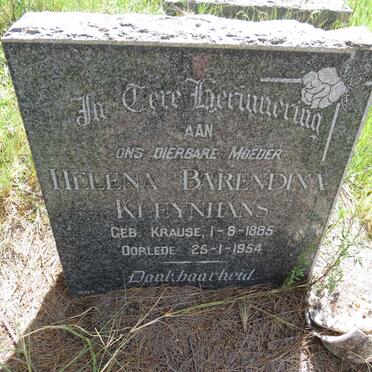 In Tere Herinnering
AAN
ONS DIERBARE MOEDER
HELENA BARENDINA
KLEYNHANS
GEB. KRAUSE, 1-8-1885
OORLEDE 25-1-1954
Dankbaarheid